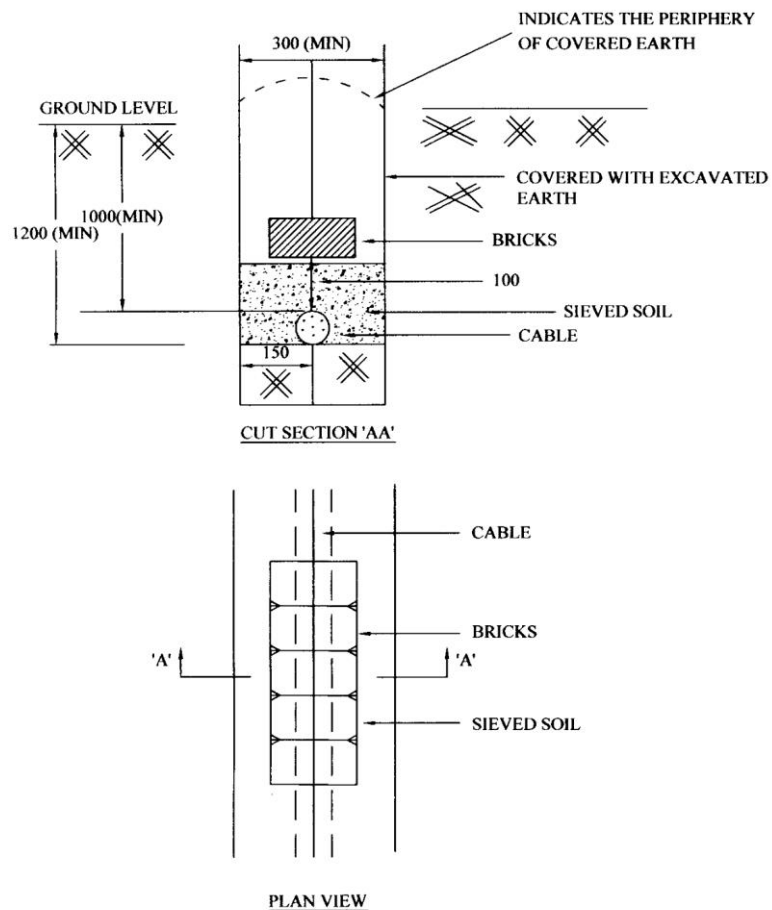 INDICATES THE PERIPHERY
OF COVERED EARTH
300 (MIN)
GROUND LEVEL
COVERED WITH EXCAVATED
EARTH
1000(MIN)
1200 (MIN)
BRICKS
100
SIEVED SOIL
CABLE
150
CUT SECTION 'AA'
CABLE
BRICKS
'A'
'A'
SIEVED SOIL
PLAN VIEW